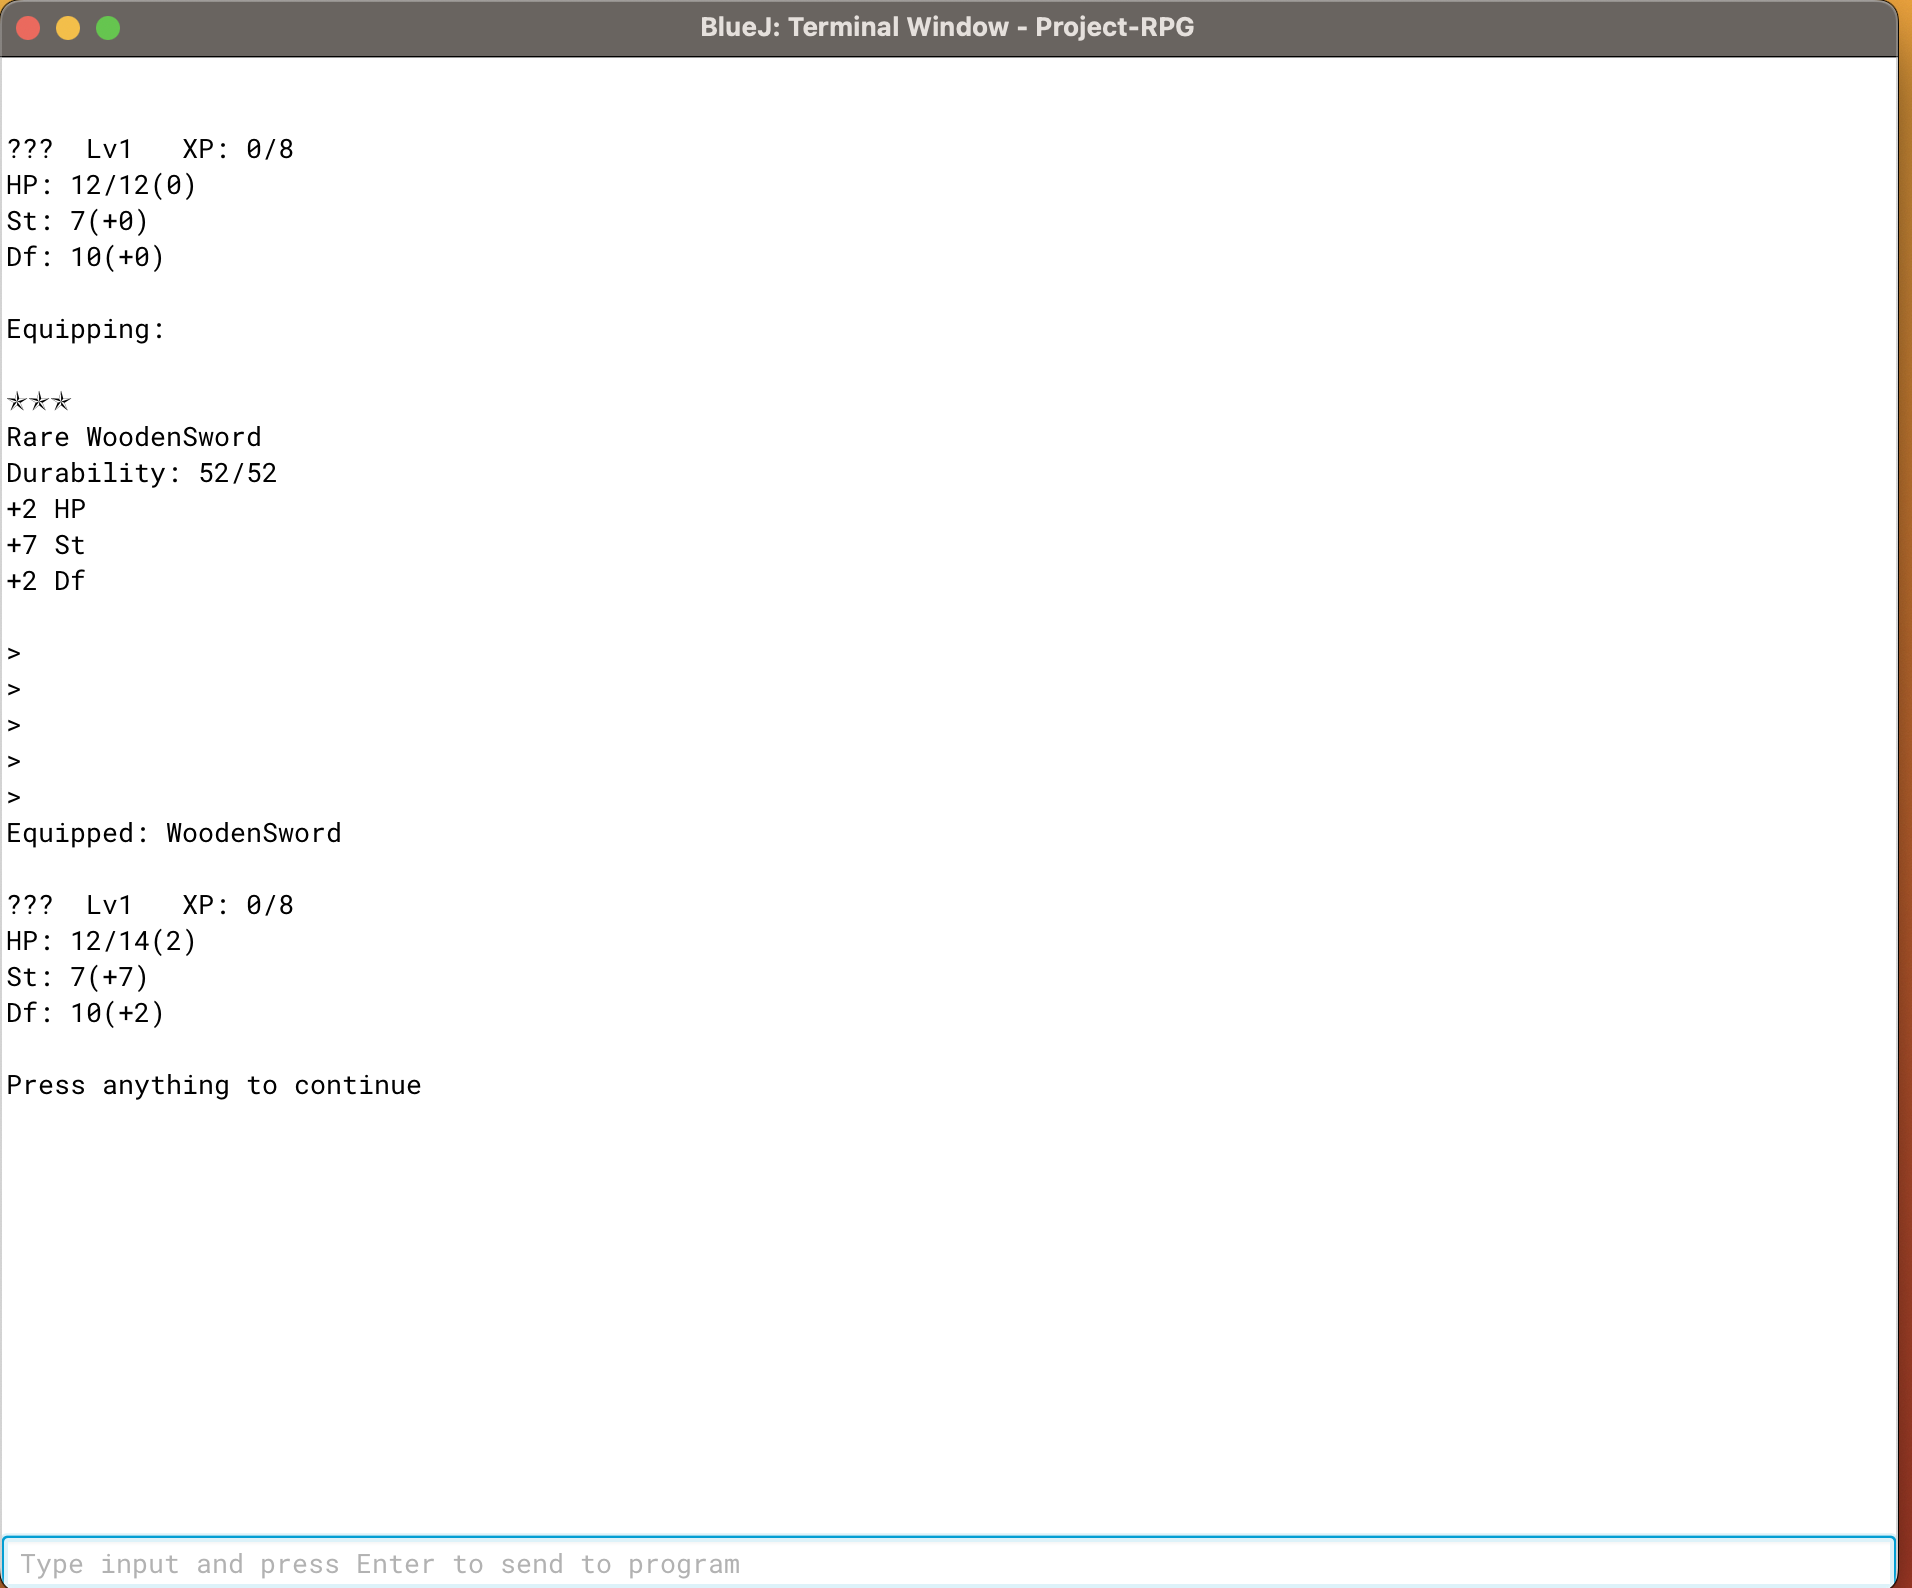 BlueJ: Terminal Window - Project-RPG
???  Lv1   XP: 0/8
HP: 12/12(0)
St: 7(+0)
Df: 10(+0)
Equipping:
✯✯✯
Rare WoodenSword
Durability: 52/52
+2 HP
+7 St
+2 Df
>
>
>
>
>
Equipped: WoodenSword
???  Lv1   XP: 0/8
HP: 12/14(2)
St: 7(+7)
Df: 10(+2)
Press anything to continue
Type input and press Enter to send to program